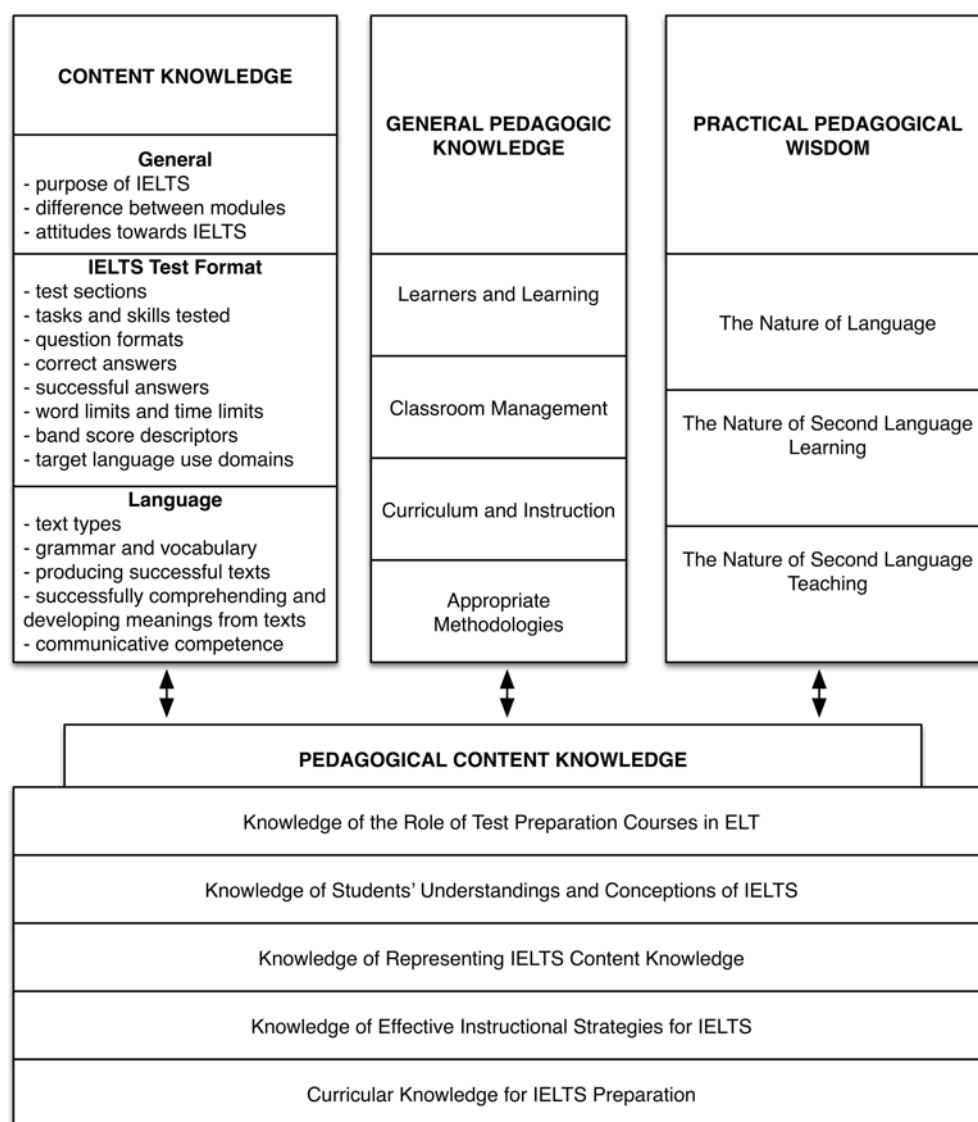 CONTENT KNOWLEDGE
General
- purpose of IELTS
- difference between modules
- attitudes towards IELTS
IELTS Test Format
- test sections
- tasks and skills tested
- question formats
- correct answers
- successful answers
- word limits and time limits
- band score descriptors
- target language use domains
Language
- text types
- grammar and vocabulary
- producing successful texts
- successfully comprehending and
developing meanings from texts
- communicative competence
GENERAL PEDAGOGIC
KNOWLEDGE
Learners and Learning
Classroom Management
Curriculum and Instruction
Appropriate
Methodologies
PRACTICAL PEDAGOGICAL
WISDOM
The Nature of Language
The Nature of Second Language
Learning
The Nature of Second Language
Teaching
PEDAGOGICAL CONTENT KNOWLEDGE
Knowledge of the Role of Test Preparation Courses in ELT
Knowledge of Students' Understandings and Conceptions of IELTS
Knowledge of Representing IELTS Content Knowledge
Knowledge of Effective Instructional Strategies for IELTS
Curricular Knowledge for IELTS Preparation